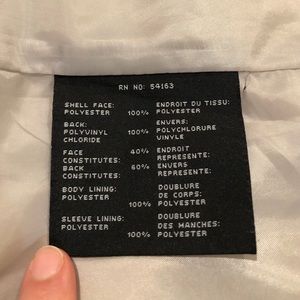 RN NO: 54163
SHELL FACE: ENDROIT DU TISSU:
POLYESTER 100% POLYESTER
BACK: ENVERS:
POLYVINYL 100% POLYCHLORURE
CHLORIDE VINYLE
FACE 40% ENDROIT
CONSTITUTES: REPRESENTE:
BACK 60% ENVERS
CONSTITUTES: REPRESENTE:
BODY LINING: DOUBLURE
POLYESTER DE CORPS:
100% POLYESTER
SLEEVE LINING: DOUBLURE
POLYESTER DES MANCHES:
100% POLYESTER